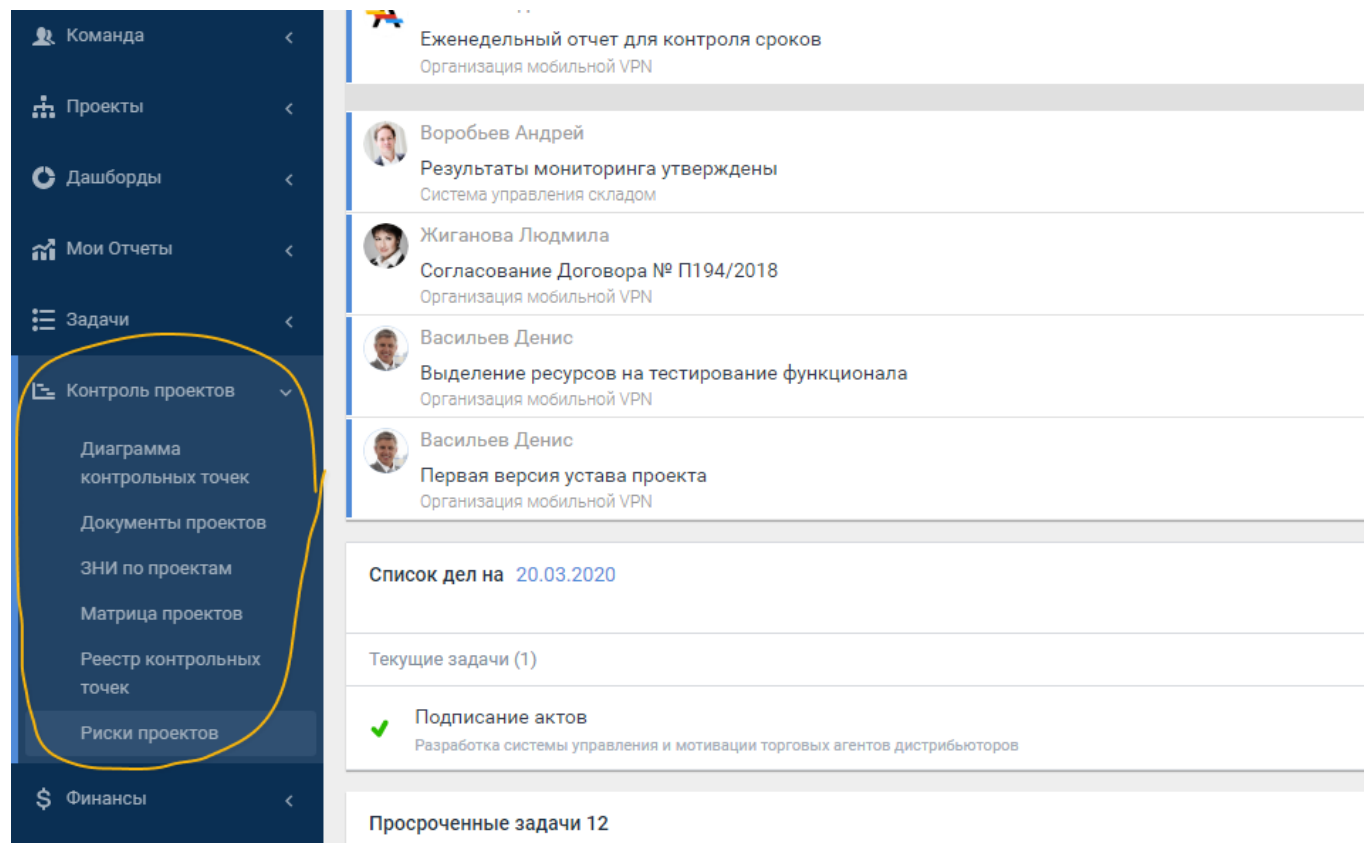 Команда
Проекты
Дашборды
Мои Отчеты
Задачи
Контроль проектов
Диаграмма
контрольных точек
Документы проектов
ЗНИ по проектам
Матрица проектов
Реестр контрольных
точек
Риски проектов
Финансы
Еженедельный отчет для контроля сроков
Организация мобильной VPN
Воробьев Андрей
Результаты мониторинга утверждены
Система управления складом
Жиганова Людмила
Согласование Договора № П194/2018
Организация мобильной VPN
Васильев Денис
Выделение ресурсов на тестирование функционала
Организация мобильной VPN
Васильев Денис
Первая версия устава проекта
Организация мобильной VPN
Список дел на 20.03.2020
Текущие задачи (1)
Подписание актов
Разработка системы управления и мотивации торговых агентов дистрибьюторов
Просроченные задачи 12